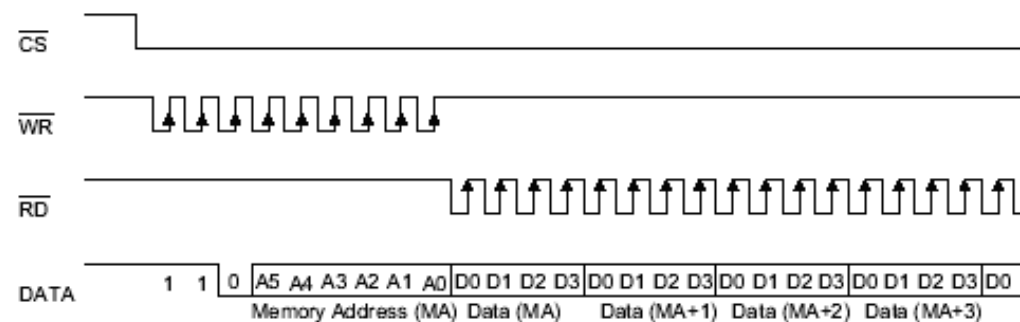 CS
WR
RD
DATA 1 1 0 A5 A4 A3 A2 A1 A0 D0 D1 D2 D3 D0 D1 D2 D3 D0 D1 D2 D3 D0 D1 D2 D3 D0
Memory Address (MA) Data (MA) Data (MA+1) Data (MA+2) Data (MA+3)